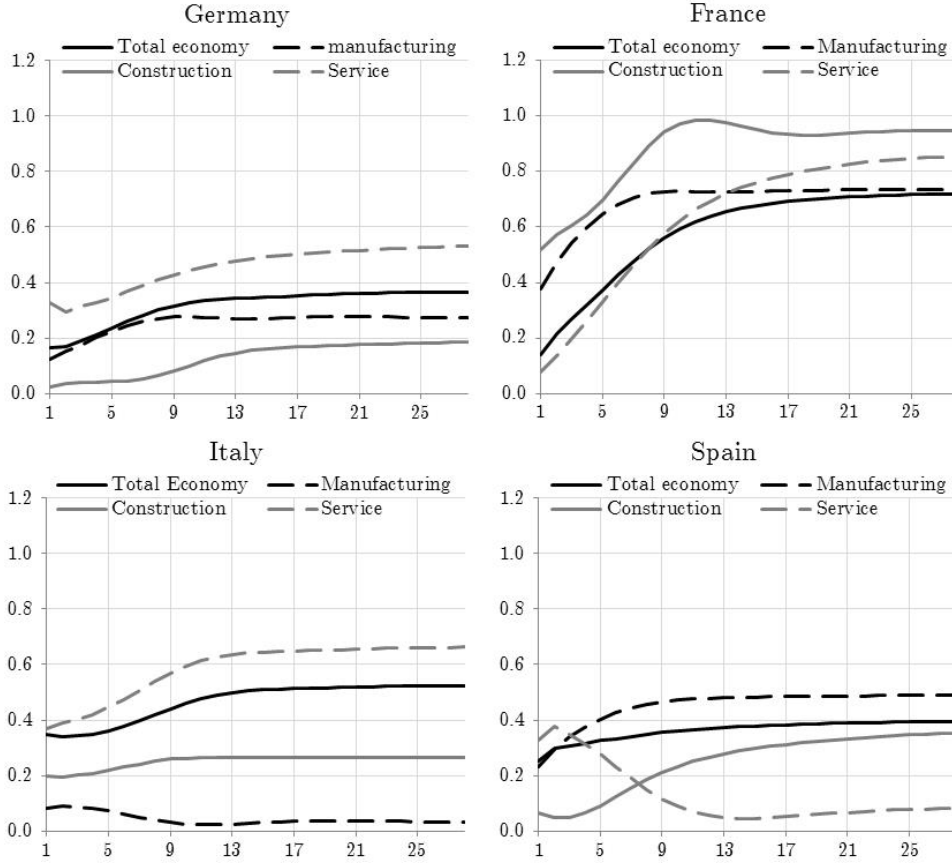 Germany
Total economy manufacturing
Construction Service
1.2
1.0
0.8
0.6
0.4
0.2
0.0
1 5 9 13 17 21 25
France
Total economy Manufacturing
Construction Service
1.2
1.0
0.8
0.6
0.4
0.2
0.0
1 5 9 13 17 21 25
Italy
Total Economy Manufacturing
Construction Service
1.2
1.0
0.8
0.6
0.4
0.2
0.0
1 5 9 13 17 21 25
Spain
Total economy Manufacturing
Construction Service
1.2
1.0
0.8
0.6
0.4
0.2
0.0
1 5 9 13 17 21 25